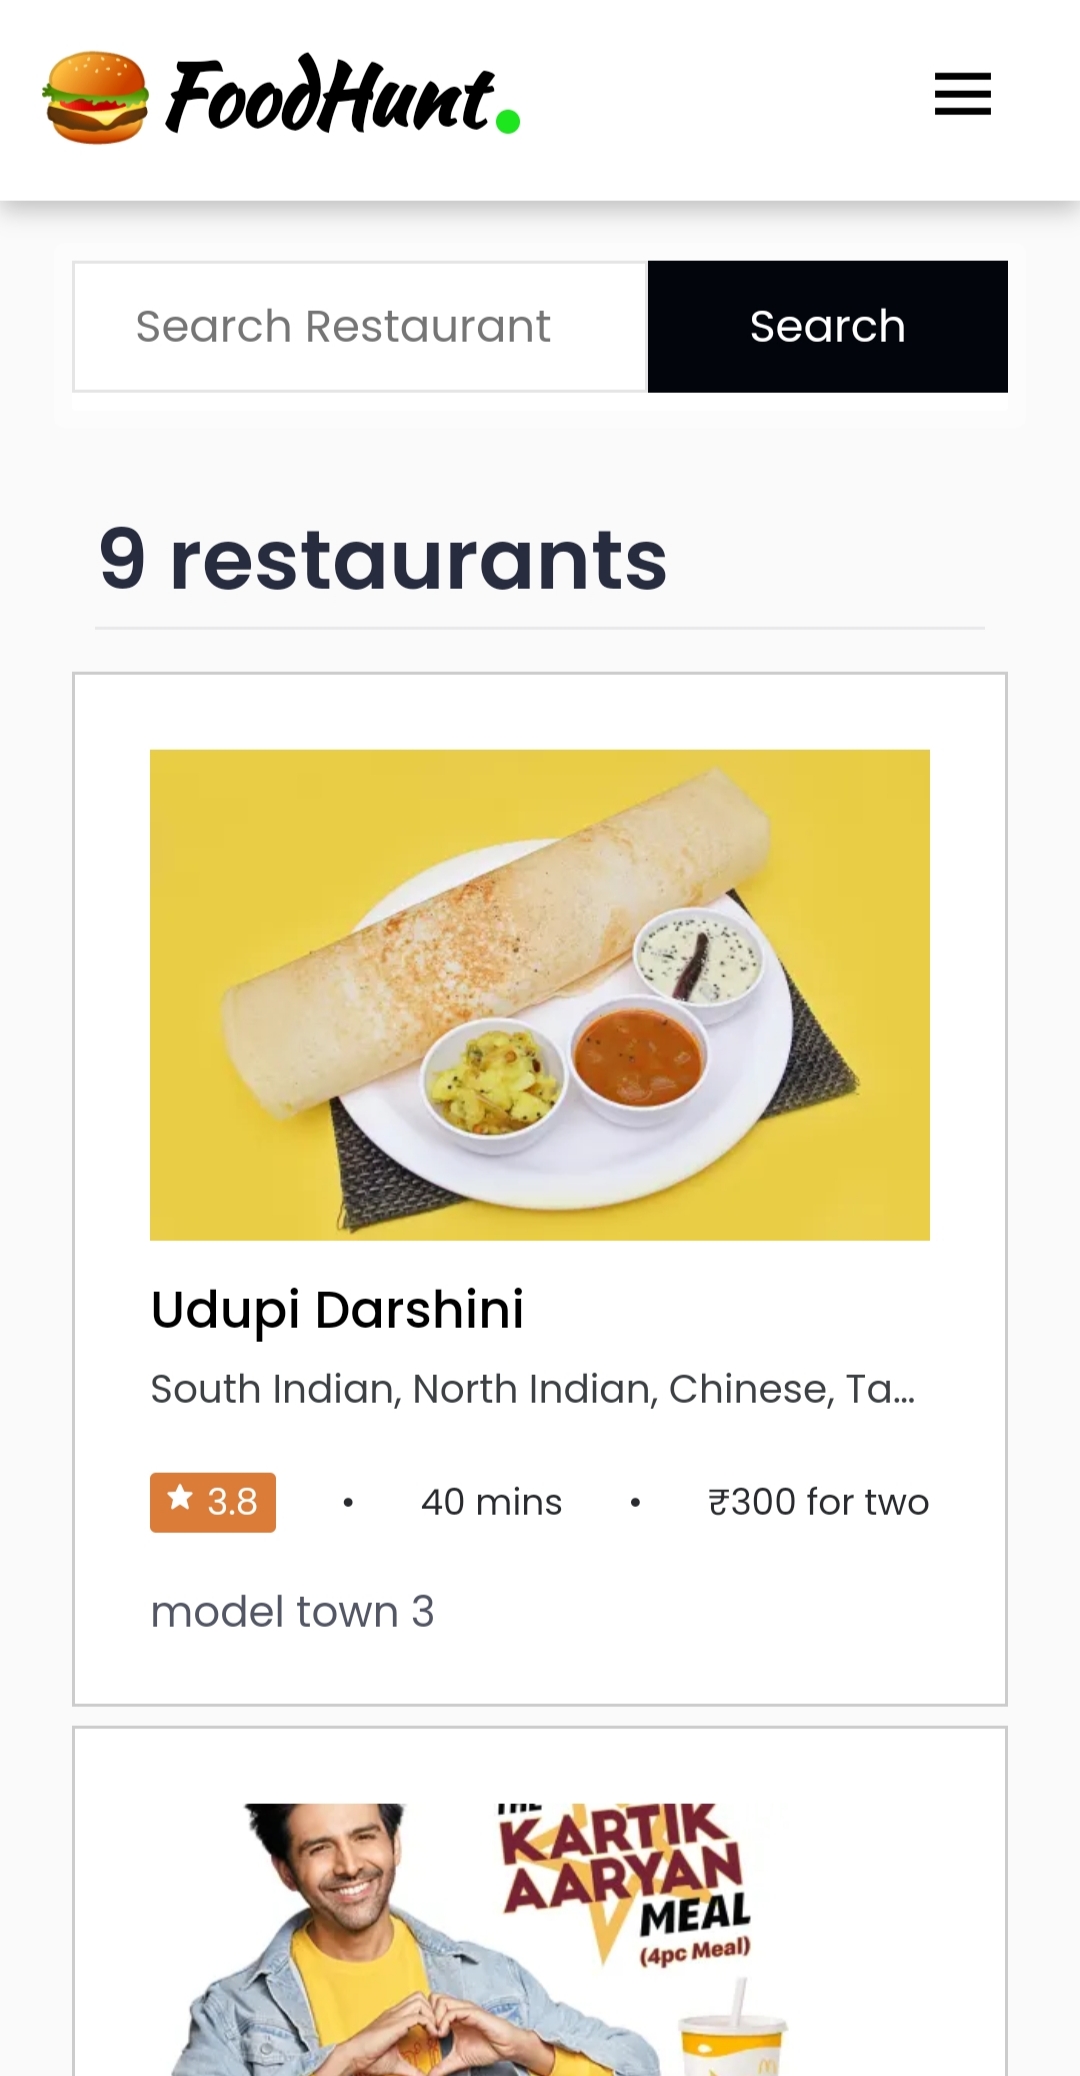 FoodHunt.
Search Restaurant
Search
9 restaurants
Udupi Darshini
South Indian, North Indian, Chinese, Ta...
3.8 • 40 mins • ₹300 for two
model town 3
THE
KARTIK
AARYAN
MEAL
(4pc Meal)